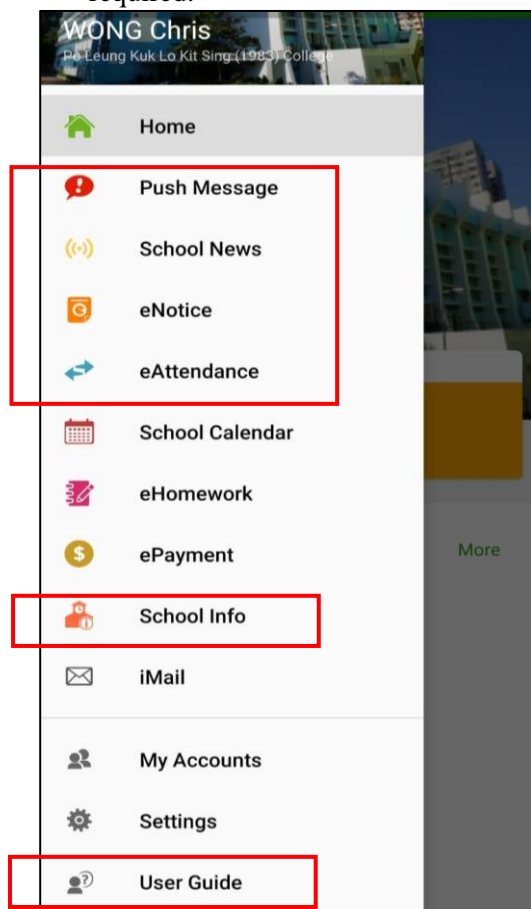 required.
WONG Chris
Po Leung Kuk Lo Kit Sing (1983) College
Home
Push Message
School News
eNotice
eAttendance
School Calendar
eHomework
ePayment
More
School Info
iMail
My Accounts
Settings
User Guide